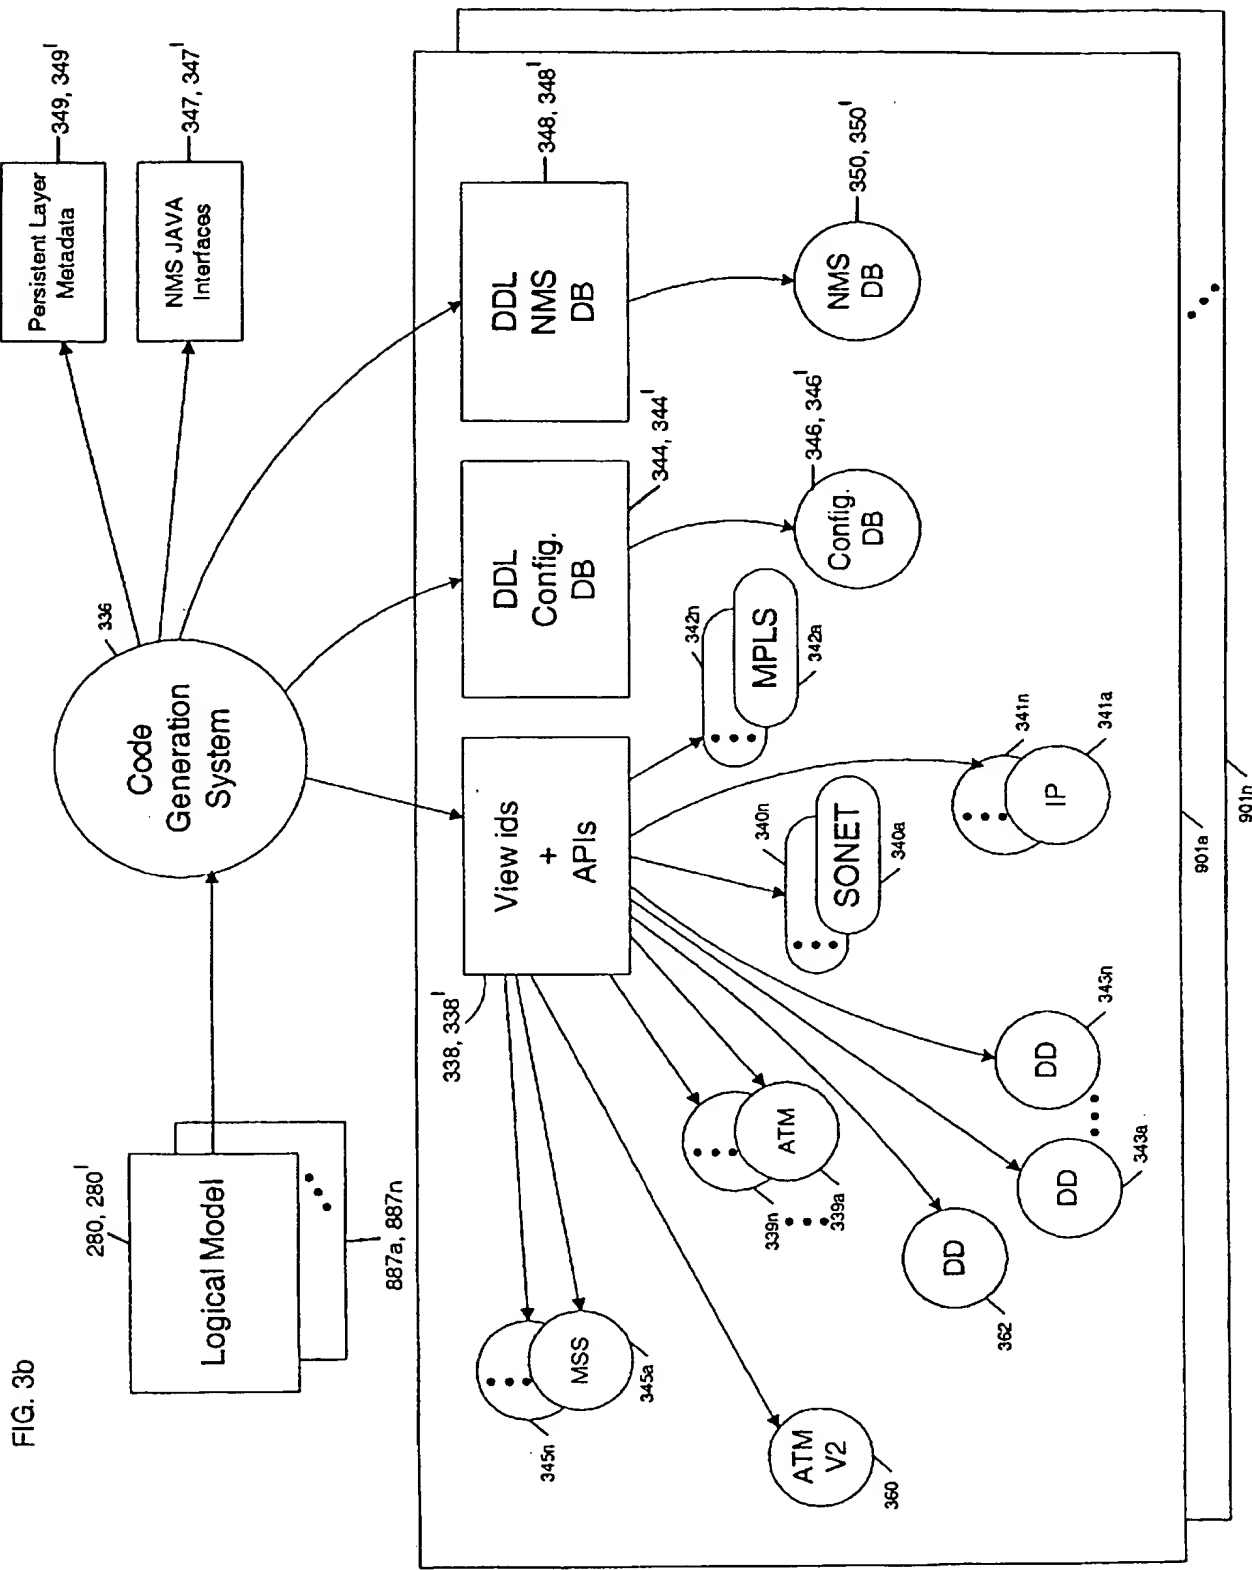 FIG. 3b
280, 280'
Logical Model
887a, 887n
336
Code
Generation
System
Persistent Layer
Metadata
349, 349'
NMS JAVA
Interfaces
347, 347'
338, 338'
View ids
+
APIs
DDL
Config.
DB
344, 344'
DDL
NMS
DB
348, 348'
345n
MSS
345a
ATM
V2
360
339n
ATM
339a
DD
362
DD
343a
DD
343n
340n
SONET
340a
341n
IP
341a
342n
MPLS
342a
Config.
DB
346, 346'
NMS
DB
350, 350'
901a
901n